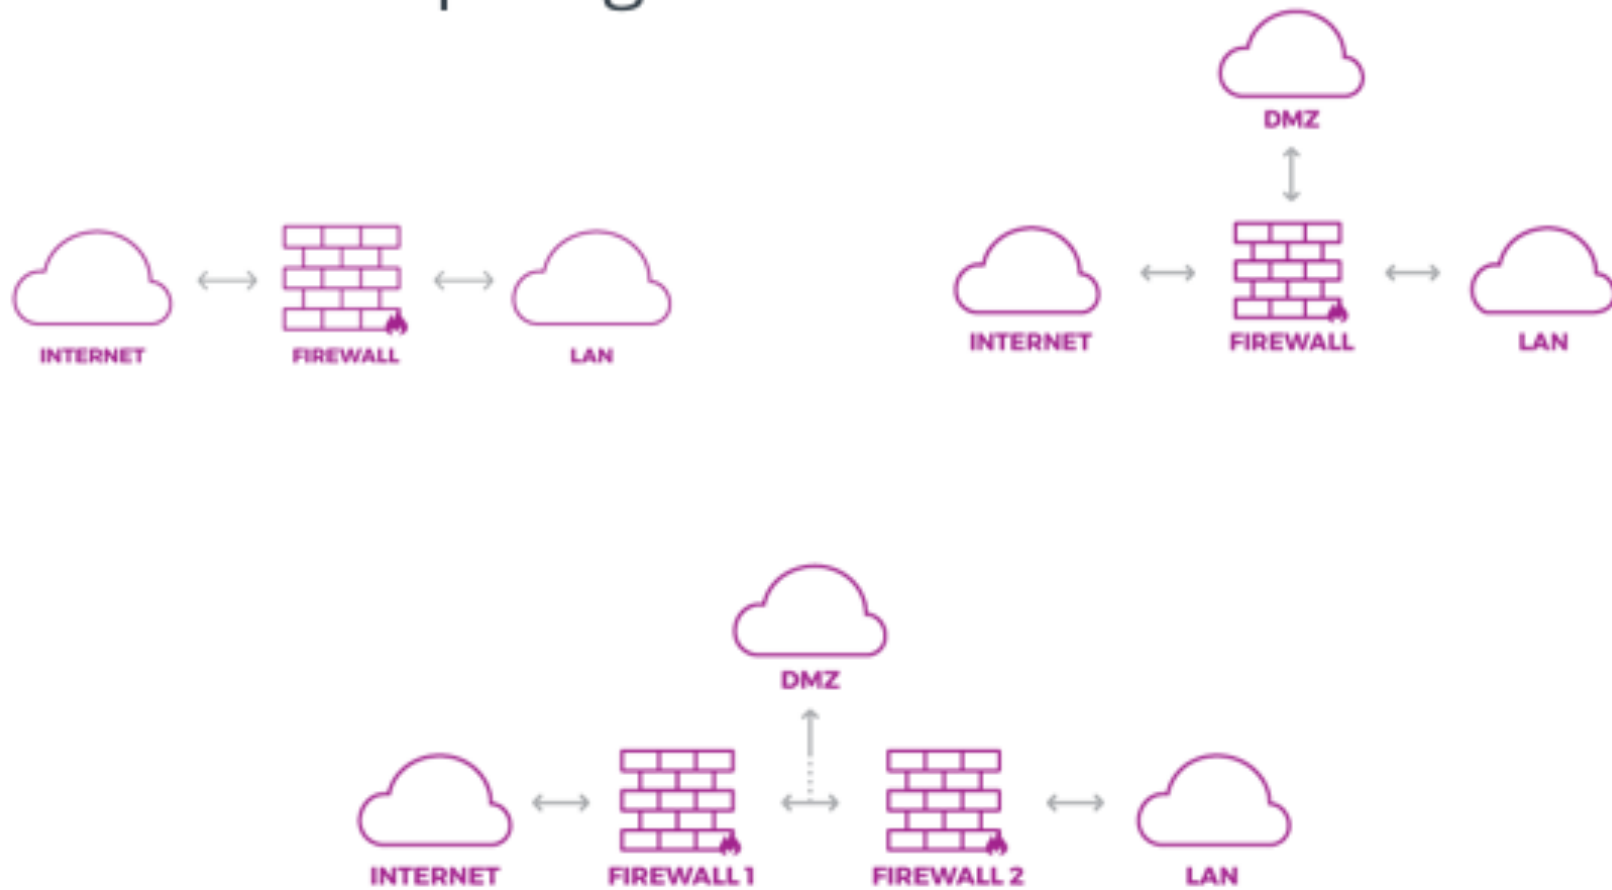 DMZ
INTERNET
FIREWALL
LAN
INTERNET
FIREWALL
LAN
DMZ
INTERNET
FIREWALL 1
FIREWALL 2
LAN